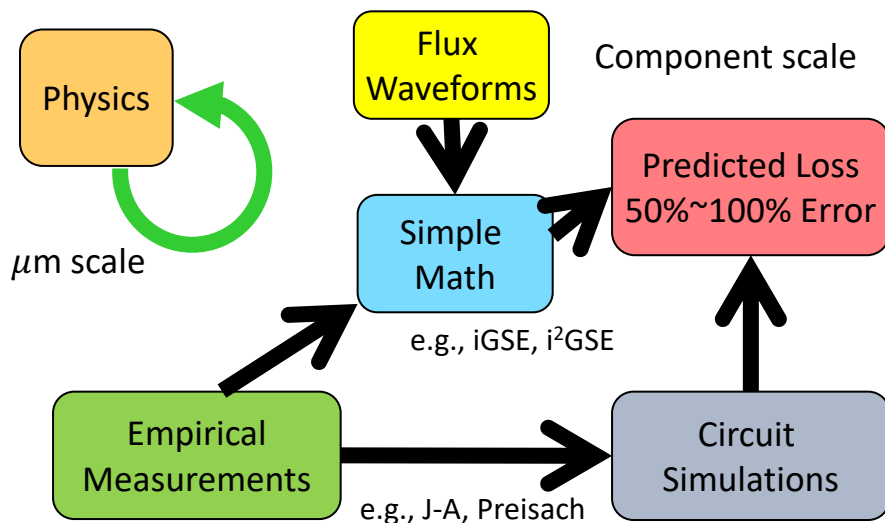 Physics
Flux
Waveforms
Component scale
Predicted Loss
50%~100% Error
Simple
Math
μm scale
e.g., iGSE, i²GSE
Empirical
Measurements
Circuit
Simulations
e.g., J-A, Preisach